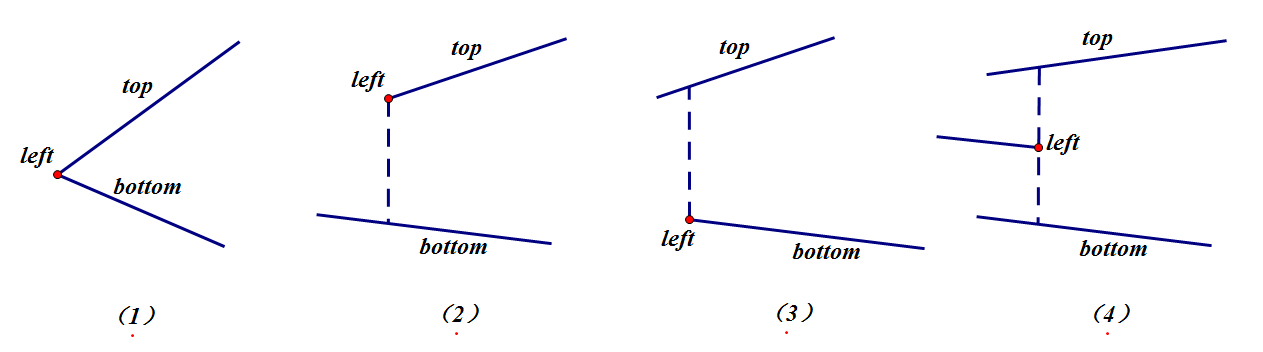 top
left
bottom
(1)
top
left
bottom
(2)
top
left
bottom
(3)
top
left
bottom
(4)